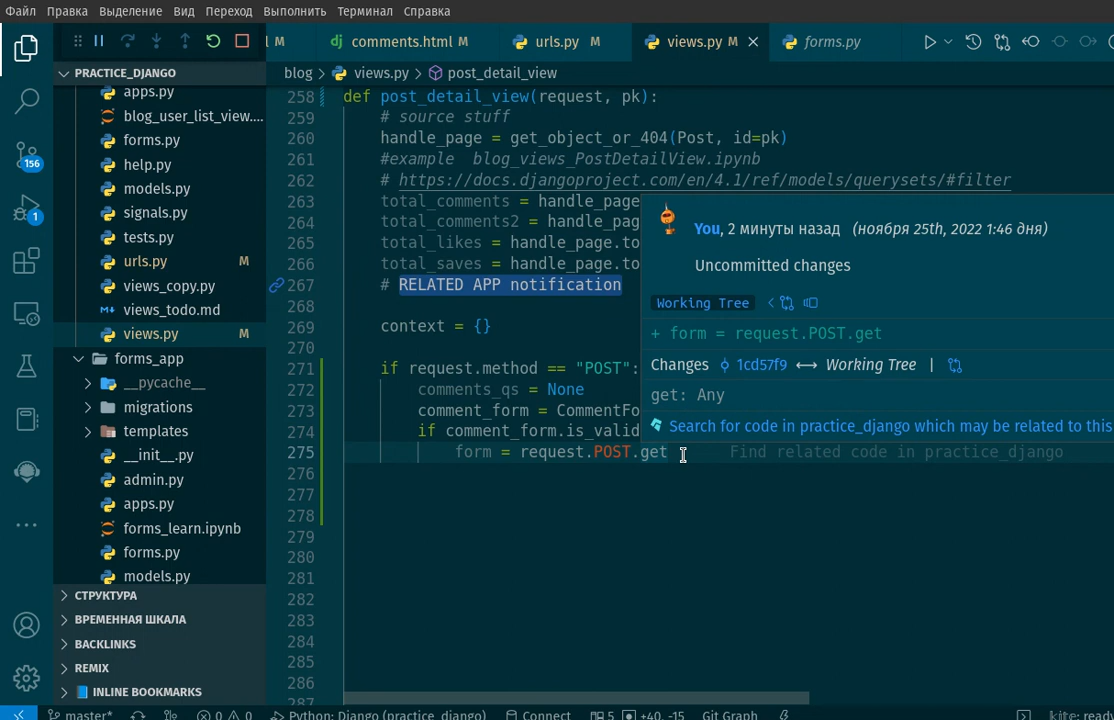 Файл Правка Выделение Вид Переход Выполнить Терминал Справка
l M comments.html M urls.py M views.py M forms.py
PRACTICE_DJANGO
blog views.py post_detail_view
apps.py
blog_user_list_view....
forms.py
help.py
models.py
signals.py
tests.py
urls.py M
views_copy.py
views_todo.md
views.py M
forms_app
__pycache__
migrations
templates
__init__.py
admin.py
apps.py
forms_learn.ipynb
forms.py
models.py
СТРУКТУРА
ВРЕМЕННАЯ ШКАЛА
BACKLINKS
REMIX
INLINE BOOKMARKS
156
1
258 def post_detail_view(request, pk):
259 # source stuff
260 handle_page = get_object_or_404(Post, id=pk)
261 #example blog_views_PostDetailView.ipynb
262 # https://docs.djangoproject.com/en/4.1/ref/models/querysets/#filter
263 total_comments = handle_page
264 total_comments2 = handle_pag
265 total_likes = handle_page.to
266 total_saves = handle_page.to
267 # RELATED APP notification
268
269 context = {}
270
271 if request.method == "POST":
272 comments_qs = None
273 comment_form = CommentFo
274 if comment_form.is_valid
275 form = request.POST.get Find related code in practice_django
276
277
278
279
280
281
282
283
284
285
286
287
You, 2 минуты назад (ноября 25th, 2022 1:46 дня)
Uncommitted changes
Working Tree
+ form = request.POST.get
Changes 1cd57f9 ↔ Working Tree |
get: Any
Search for code in practice_django which may be related to this
master* 0 0 Python: Django (practice_django) Connect 5 +40, -15 Git Graph kite: ready